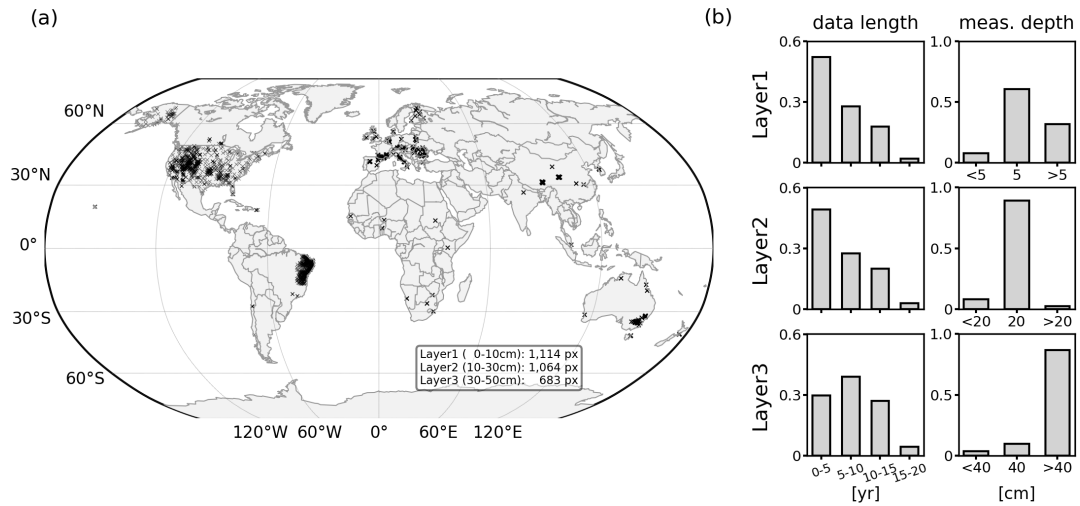 (a)
60°N
30°N
0°
30°S
60°S
120°W 60°W 0° 60°E 120°E
Layer1 ( 0-10cm): 1,114 px
Layer2 (10-30cm): 1,064 px
Layer3 (30-50cm): 683 px
(b)
data length meas. depth
Layer1
0.6
0.3
0
1.0
0.5
0
<5 5 >5
Layer2
0.6
0.3
0
1.0
0.5
0
<20 20 >20
Layer3
0.6
0.3
0
1.0
0.5
0
0-5 5-10 10-15 15-20
<40 40 >40
[yr] [cm]